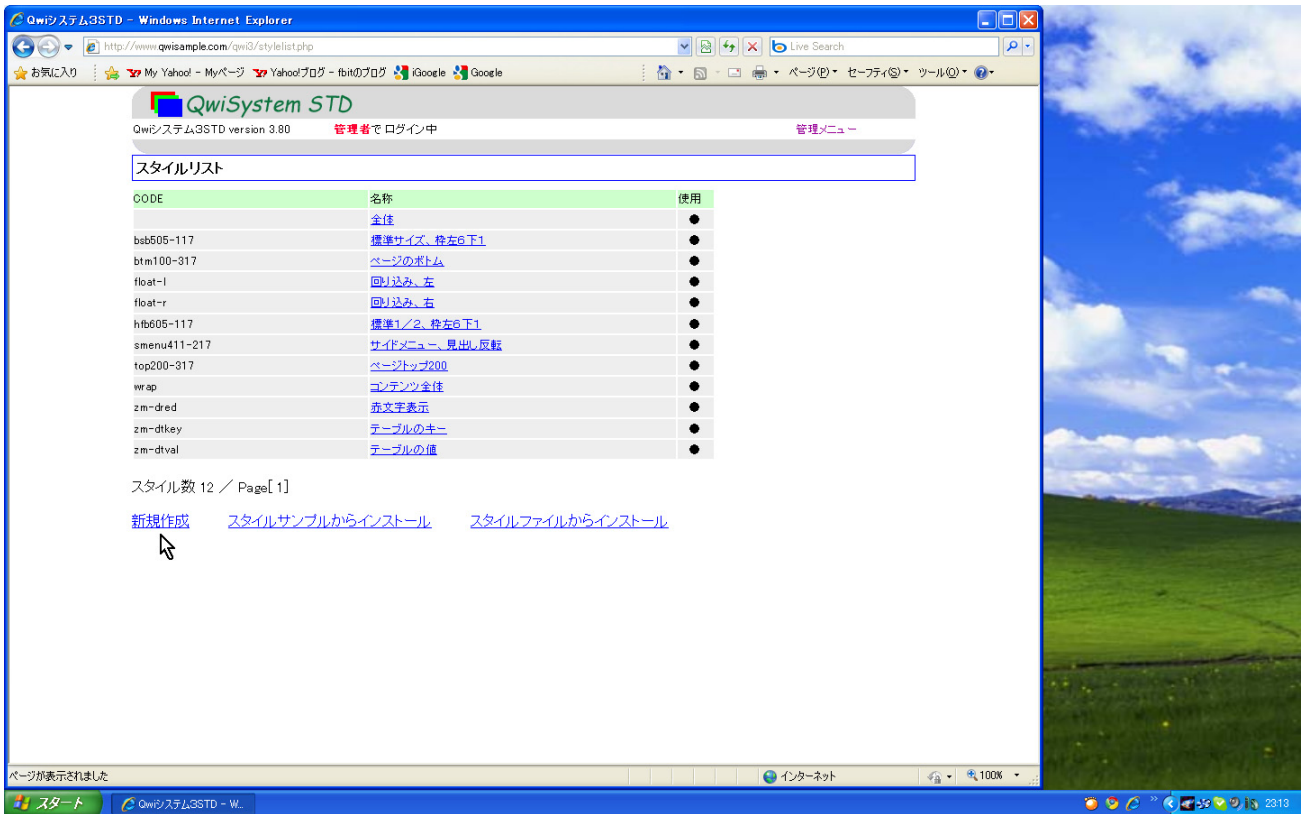 QwiシステムЗSTD - Windows Internet Explorer
http://www.qwisample.com/qwi3/stylelist.php
Live Search
お気に入り My Yahoo! - Myページ Yahoo!ブログ - fbitのブログ iGoogle Google ページ(P) セーフティ(S) ツール(O)
QwiSystem STD
Qwiシステム3STD version 3.80 管理者でログイン中 管理メニュー
スタイルリスト
CODE 名称 使用
全体 ●
bsb505-117 標準サイズ、枠左6下1 ●
btm100-317 ページのボトム ●
float-l 回り込み、左 ●
float-r 回り込み、右 ●
hfb605-117 標準1／2、枠左6下1 ●
smenu411-217 サイドメニュー、見出し反転 ●
top200-317 ページトップ200 ●
wrap コンテンツ全体 ●
zm-dred 赤文字表示 ●
zm-dtkey テーブルのキー ●
zm-dtval テーブルの値 ●
スタイル数 12 ／ Page[ 1]
新規作成 スタイルサンプルからインストール スタイルファイルからインストール
ページが表示されました インターネット 100%
スタート Qwiシステム3STD - W... 23:13